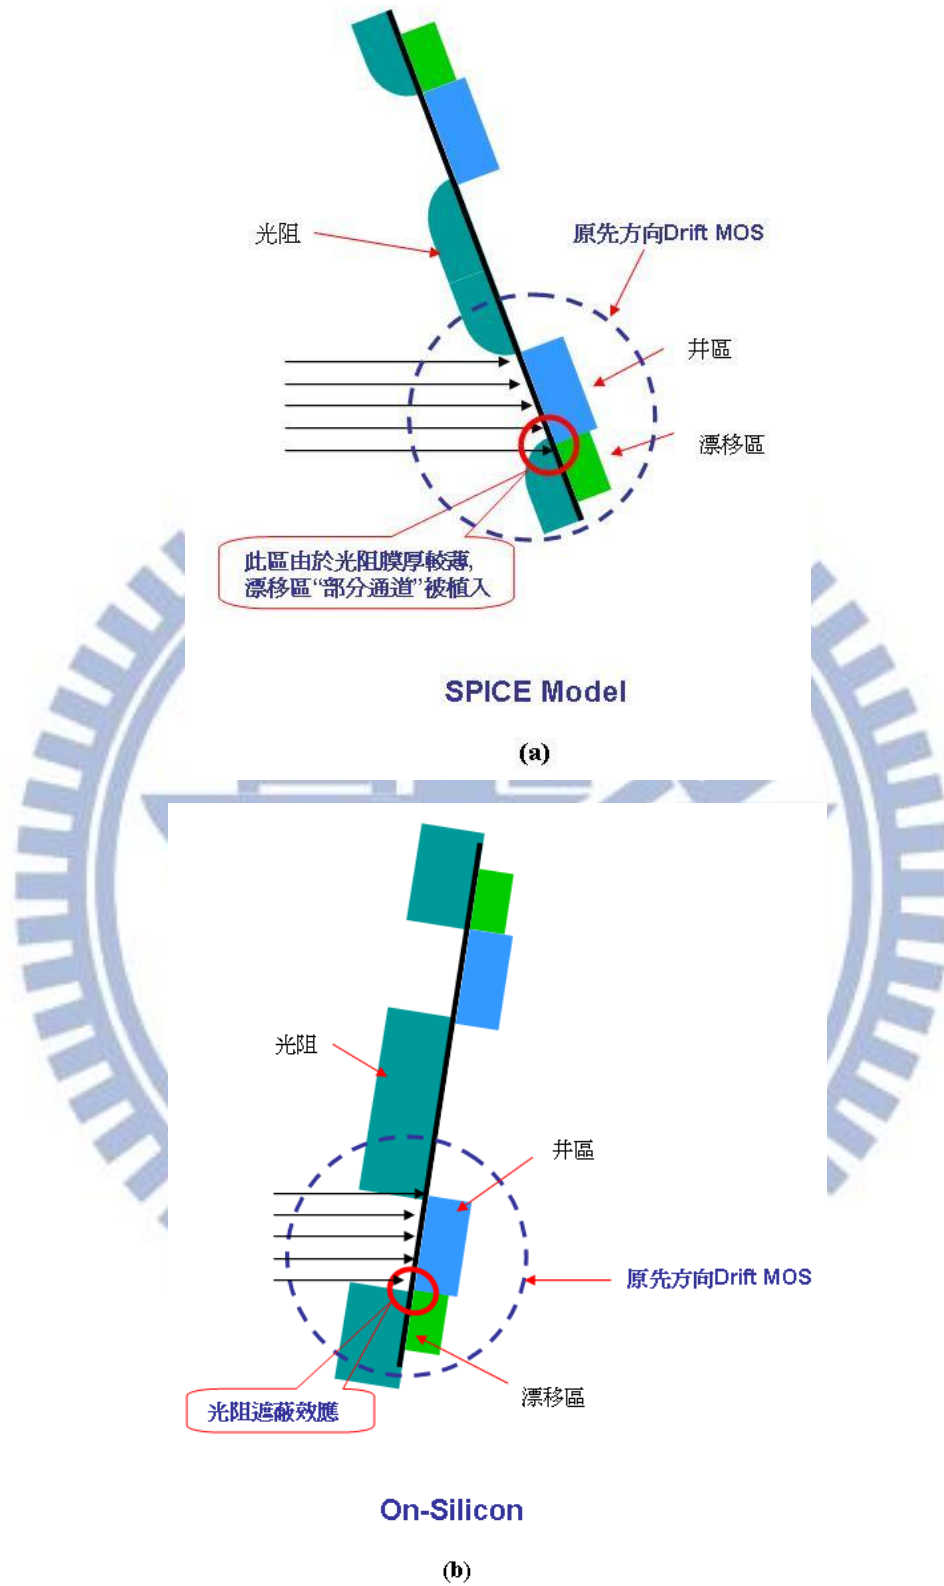 光阻
原先方向Drift MOS
井區
漂移區
此區由於光阻膜厚較薄,
漂移區“部分通道”被植入
SPICE Model
(a)
光阻
井區
原先方向Drift MOS
漂移區
光阻遮蔽效應
On-Silicon
(b)